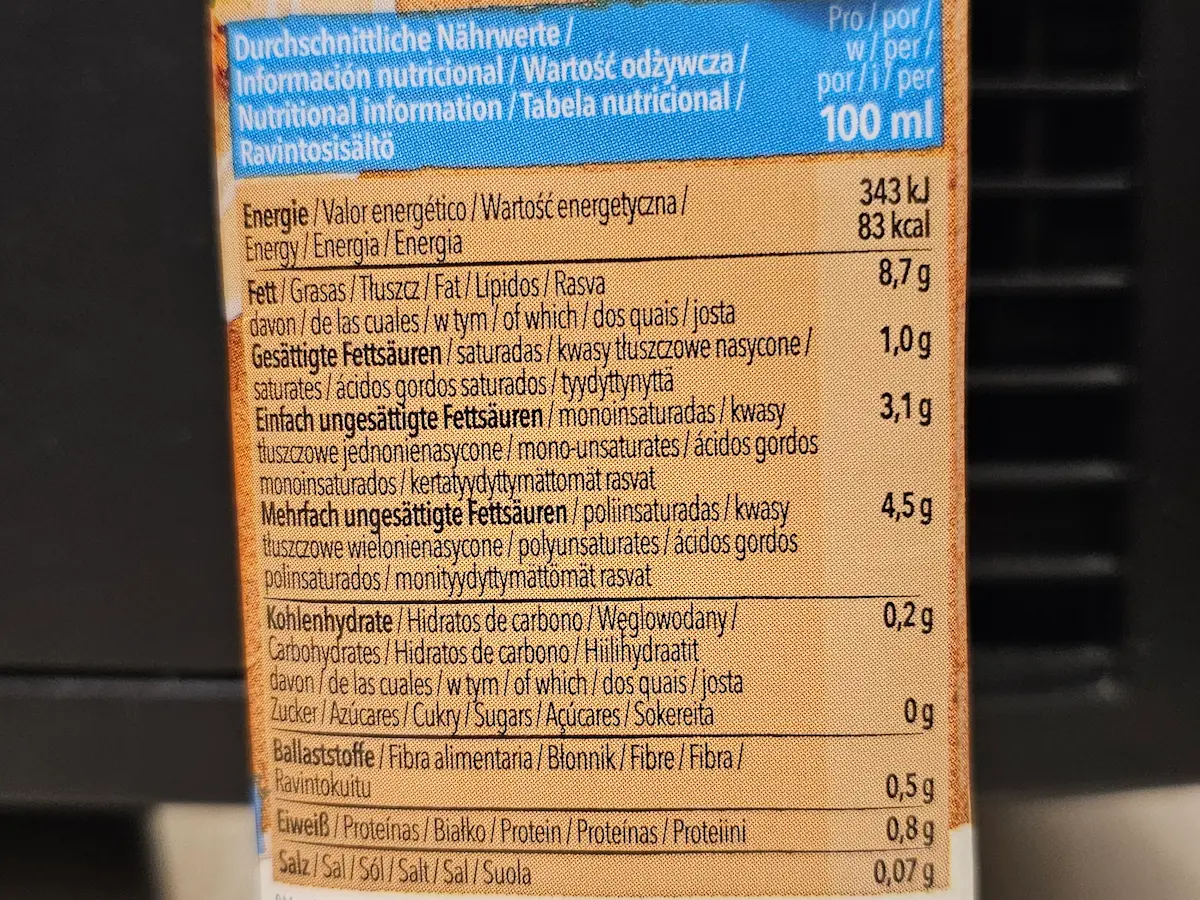 Durchschnittliche Nährwerte /
Información nutricional / Wartość odżywcza /
Nutritional information / Tabela nutricional /
Ravintosisältö
Pro / por /
w / per /
por / i / per
100 ml
Energie / Valor energético / Wartość energetyczna /
Energy / Energia / Energia
343 kJ
83 kcal
Fett / Grasas / Tłuszcz / Fat / Lípidos / Rasva
8,7 g
davon / de las cuales / w tym / of which / dos quais / josta
Gesättigte Fettsäuren / saturadas / kwasy tłuszczowe nasycone /
1,0 g
saturates / ácidos gordos saturados / tyydyttynyttä
Einfach ungesättigte Fettsäuren / monoinsaturadas / kwasy
3,1 g
tłuszczowe jednonienasycone / mono-unsaturates / ácidos gordos
monoinsaturados / kertatyydyttymättomät rasvat
Mehrfach ungesättigte Fettsäuren / poliinsaturadas / kwasy
4,5 g
tłuszczowe wielonienasycone / polyunsaturates / ácidos gordos
polinsaturados / monityydyttymättömät rasvat
Kohlenhydrate / Hidratos de carbono / Węglowodany /
0,2 g
Carbohydrates / Hidratos de carbono / Hiilihydraatit
davon / de las cuales / w tym / of which / dos quais / josta
Zucker / Azúcares / Cukry / Sugars / Açúcares / Sokereita
0 g
Ballaststoffe / Fibra alimentaria / Błonnik / Fibre / Fibra /
Ravintokuitu
0,5 g
Eiweiß / Proteínas / Białko / Protein / Proteínas / Proteiini
0,8 g
Salz / Sal / Sól / Salt / Sal / Suola
0,07 g